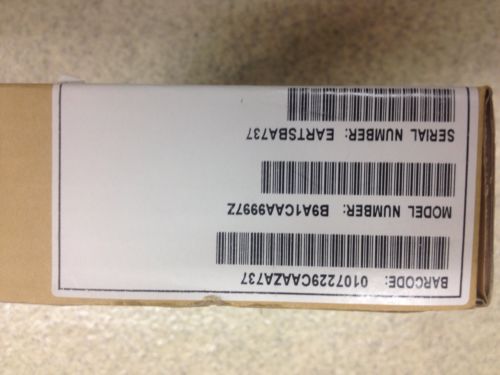 BARCODE: 0107229CAAZA737
MODEL NUMBER: B9A1CAA9997Z
SERIAL NUMBER: EARTSBA737